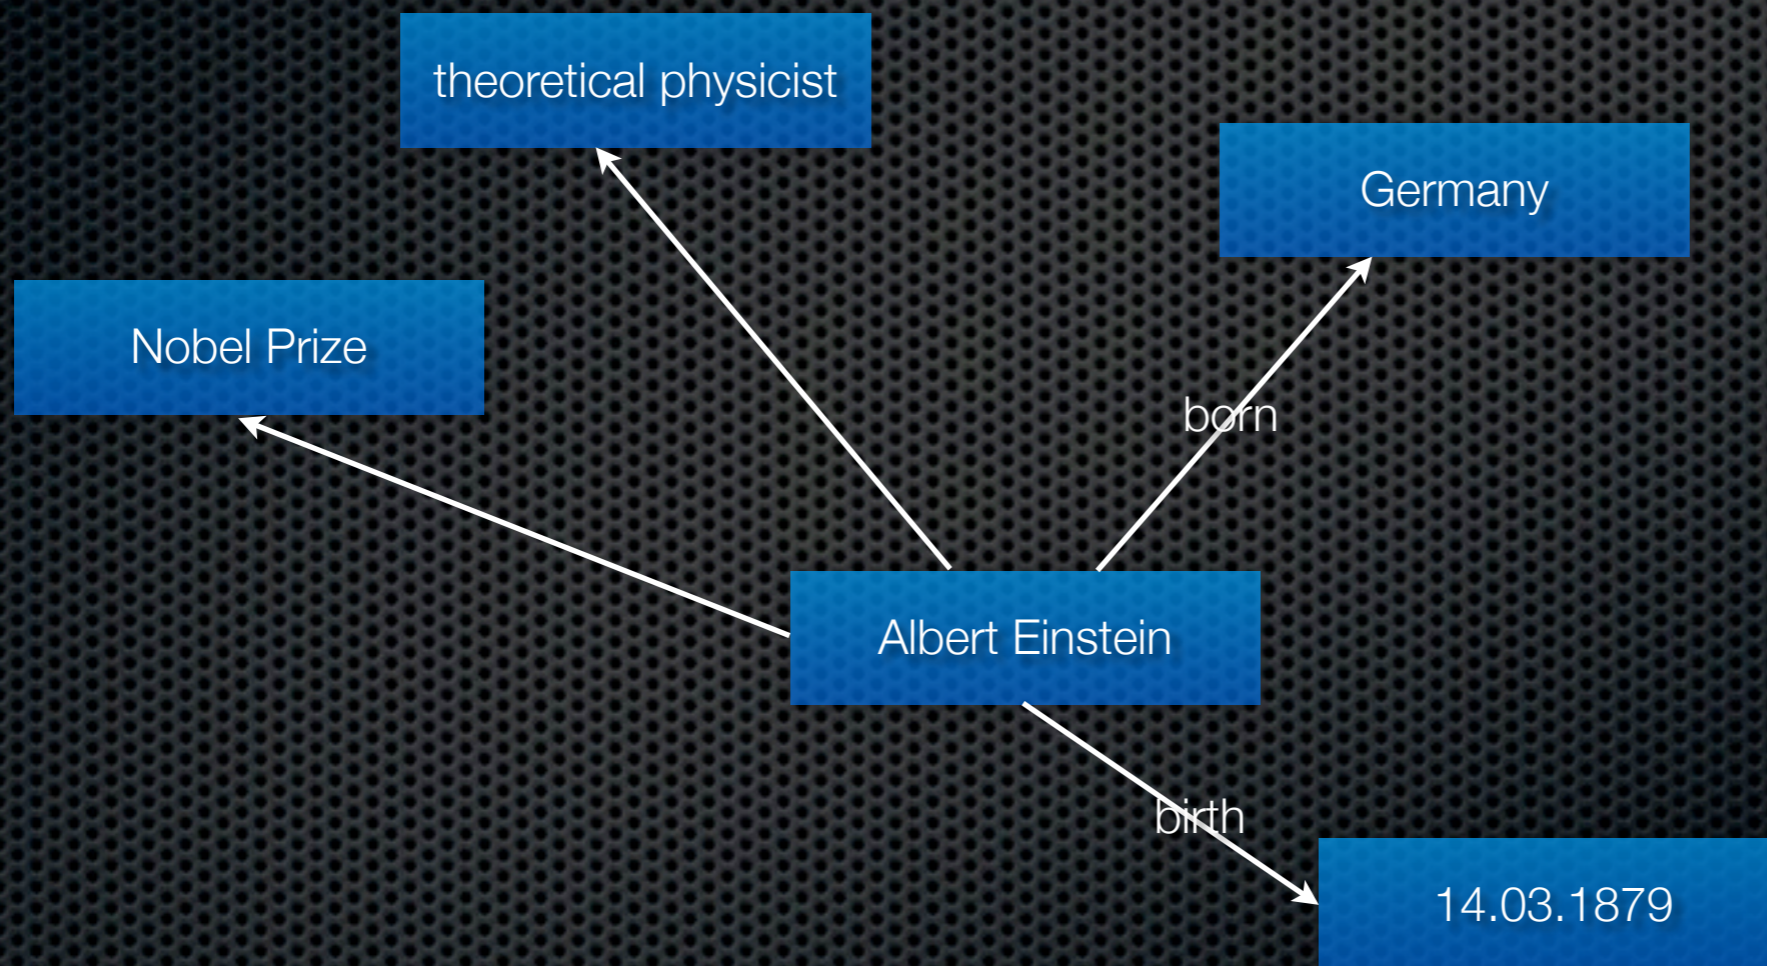 theoretical physicist
Germany
Nobel Prize
born
Albert Einstein
birth
14.03.1879